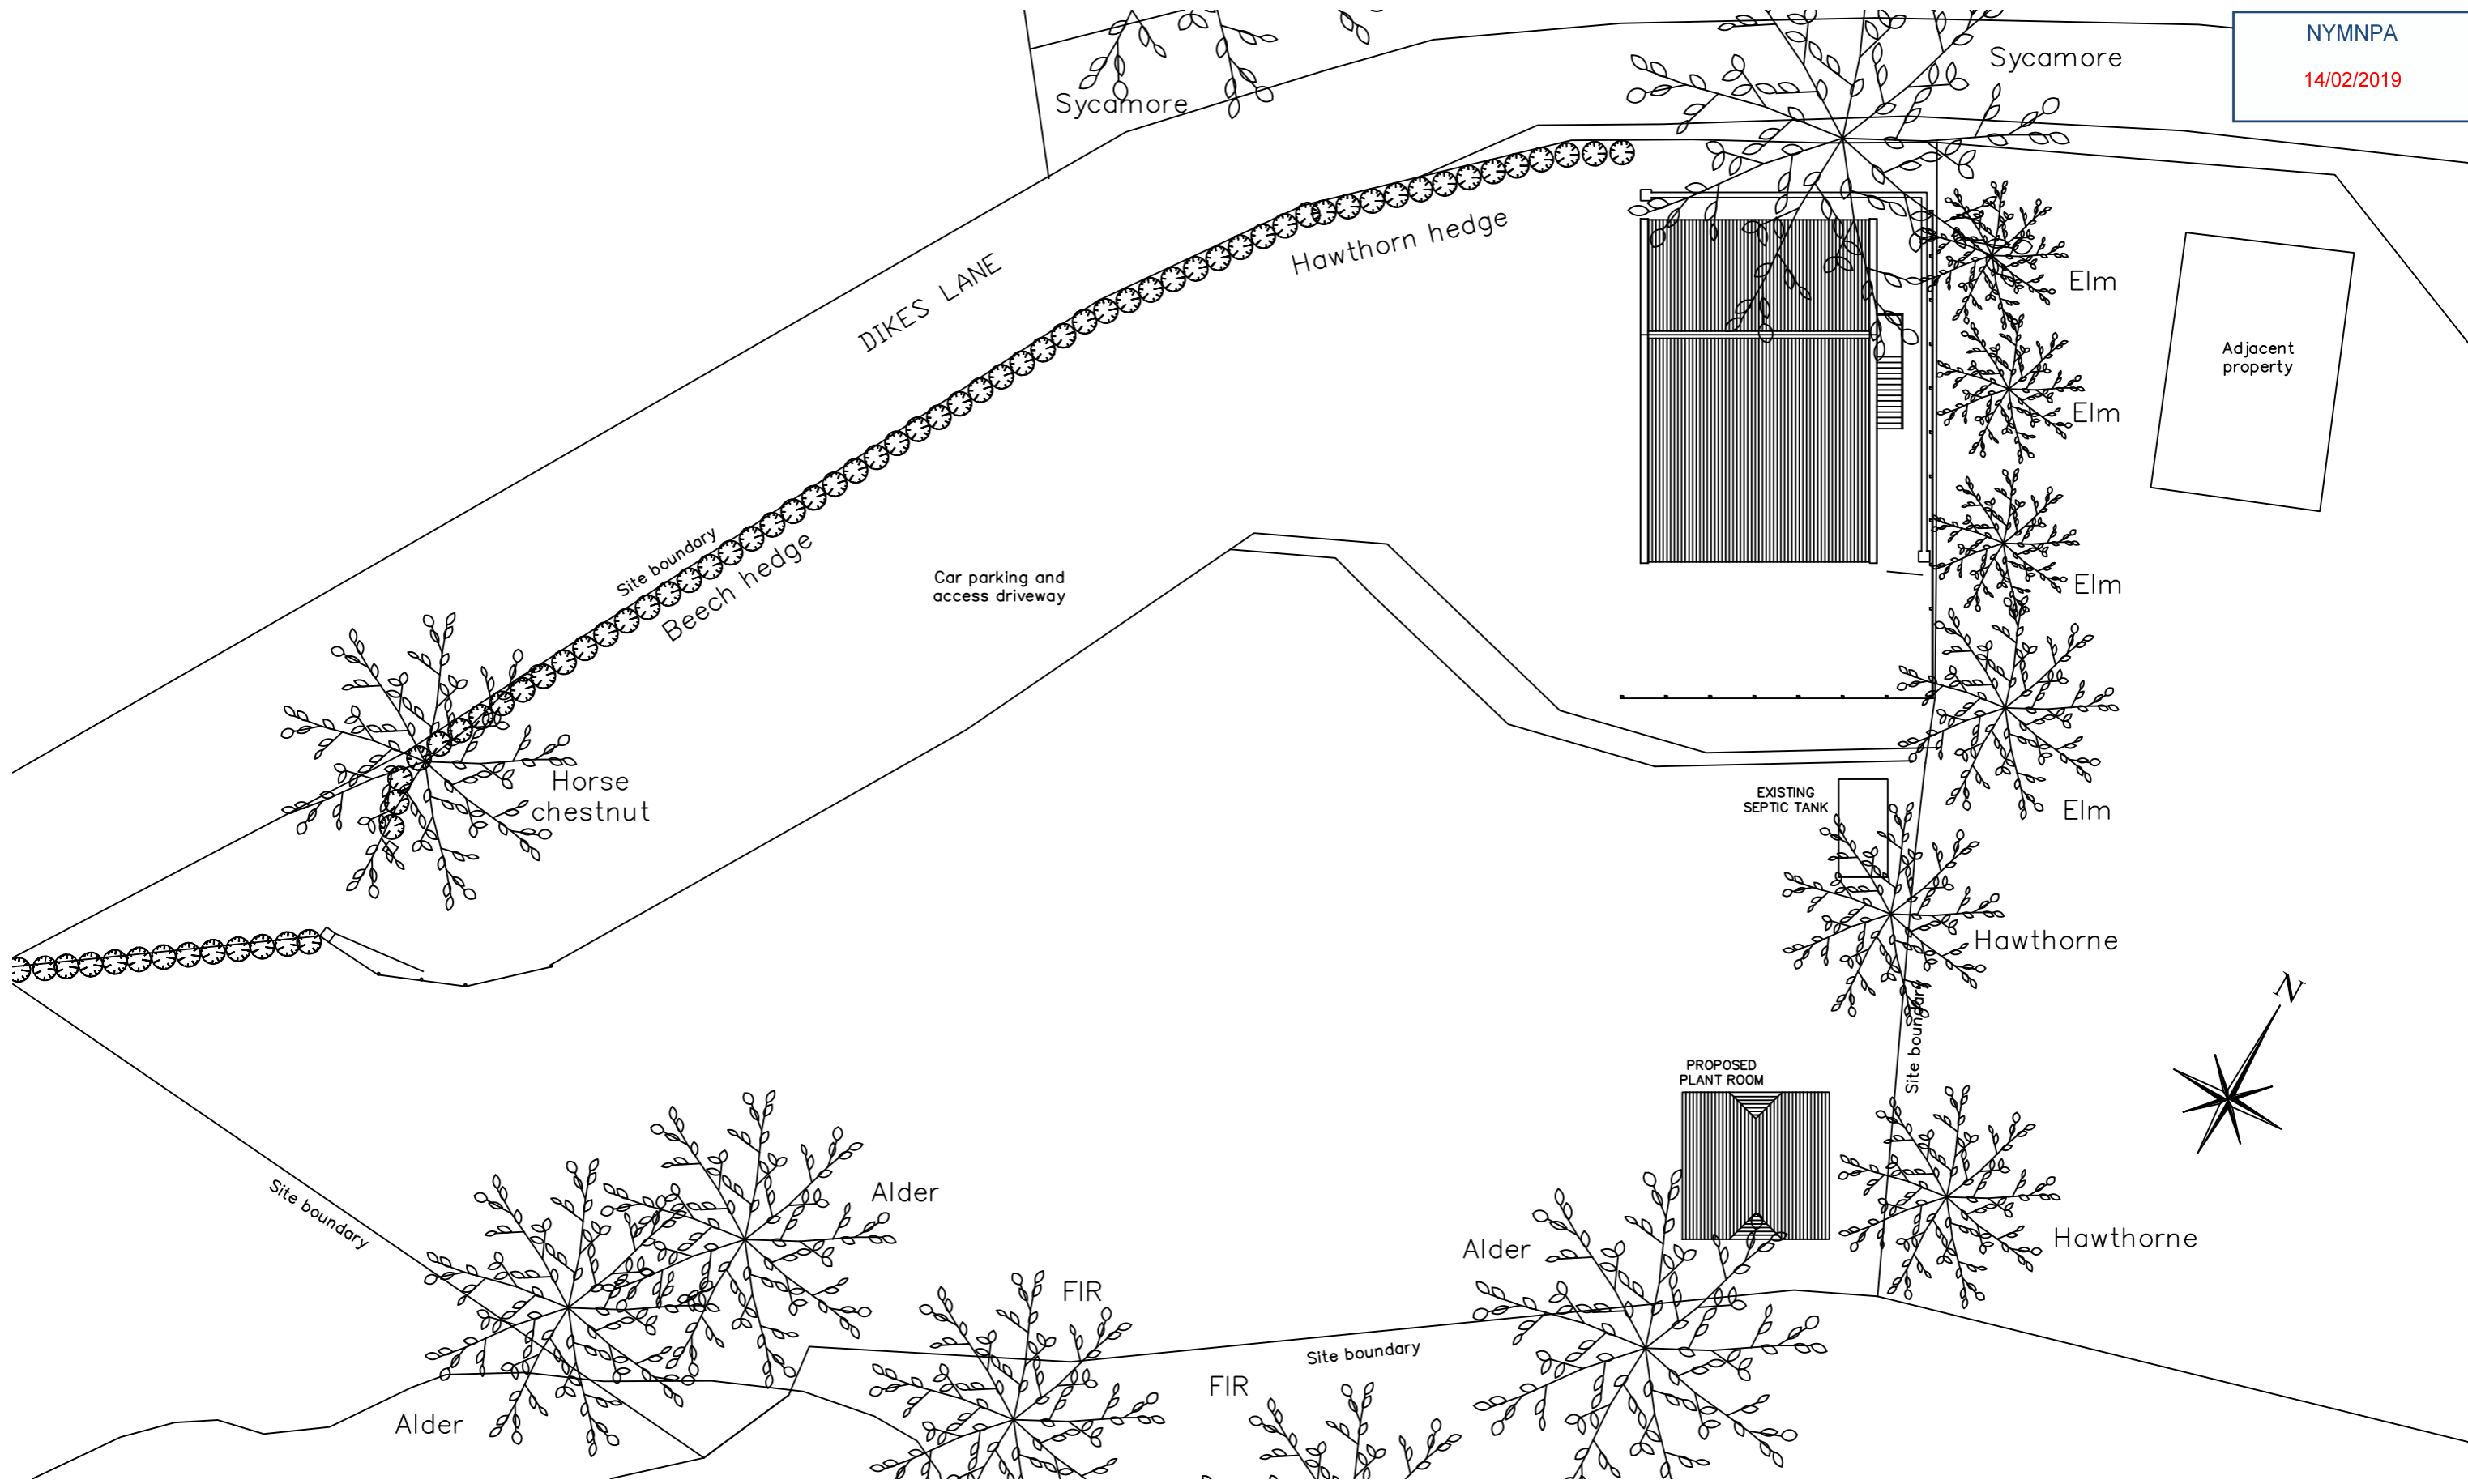 NYMNPA
14/02/2019
Sycamore
Sycamore
Hawthorn hedge
DIKES LANE
Elm
Adjacent
property
Elm
Site boundary
Beech hedge
Car parking and
access driveway
Elm
Horse
chestnut
EXISTING
SEPTIC TANK
Elm
Hawthorne
N
Site boundary
PROPOSED
PLANT ROOM
Site boundary
Alder
Hawthorne
Alder
FIR
Site boundary
FIR
Alder